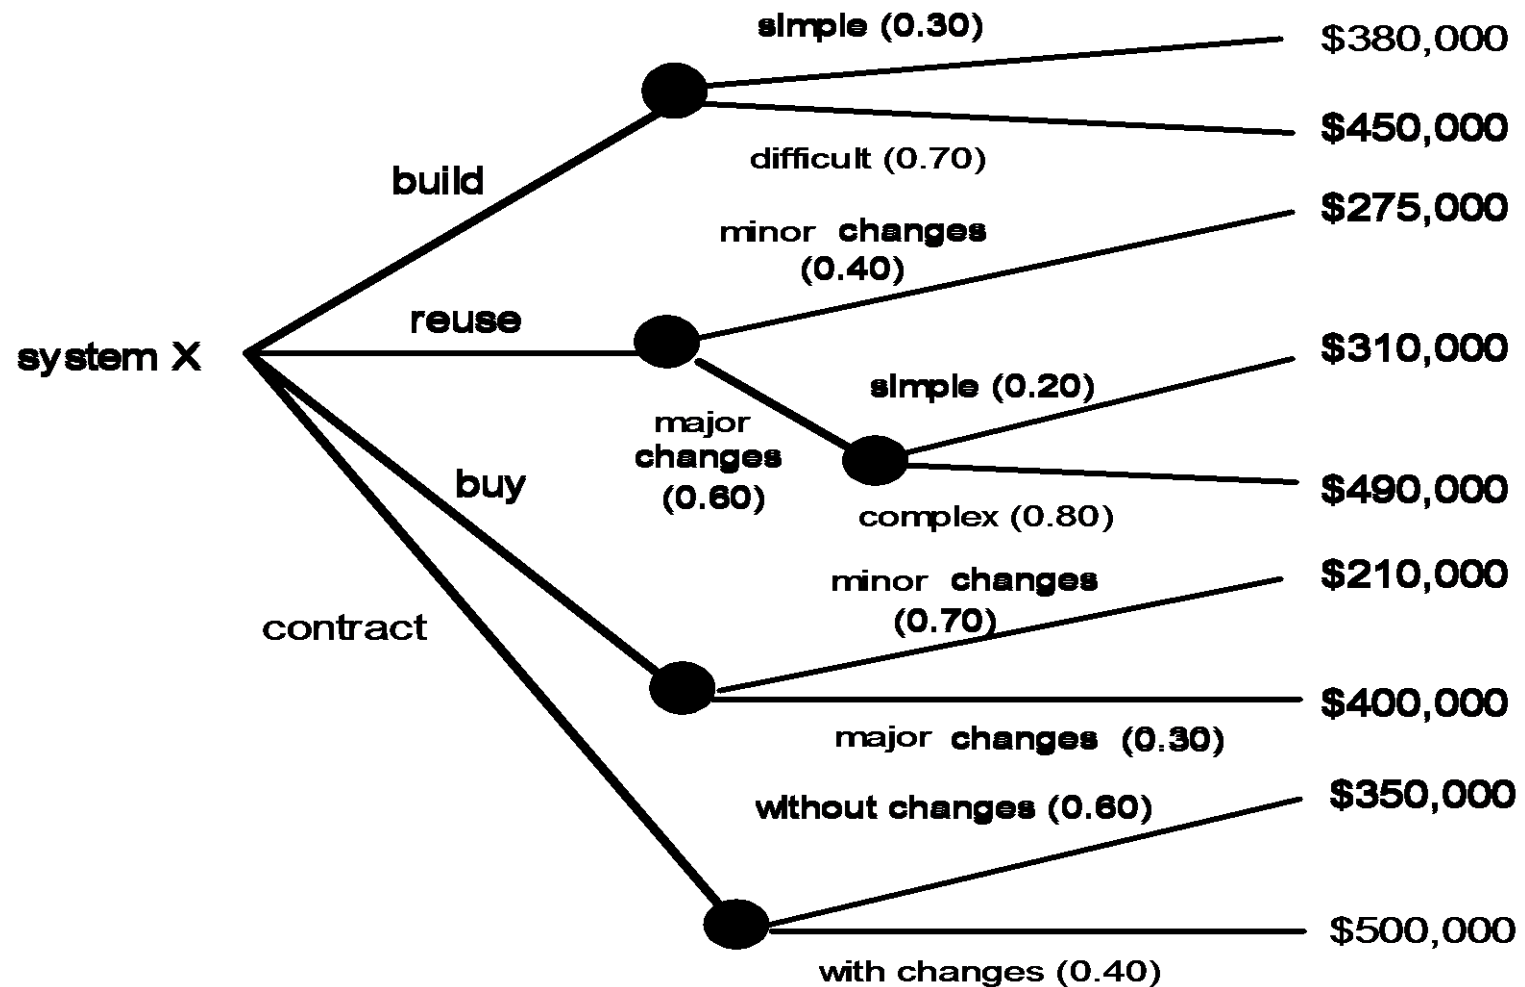 simple (0.30)
$380,000
$450,000
difficult (0.70)
build
$275,000
minor changes
(0.40)
reuse
system X
$310,000
simple (0.20)
major
changes
(0.60)
$490,000
complex (0.80)
buy
minor changes
(0.70)
$210,000
contract
$400,000
major changes (0.30)
without changes (0.60)
$350,000
$500,000
with changes (0.40)